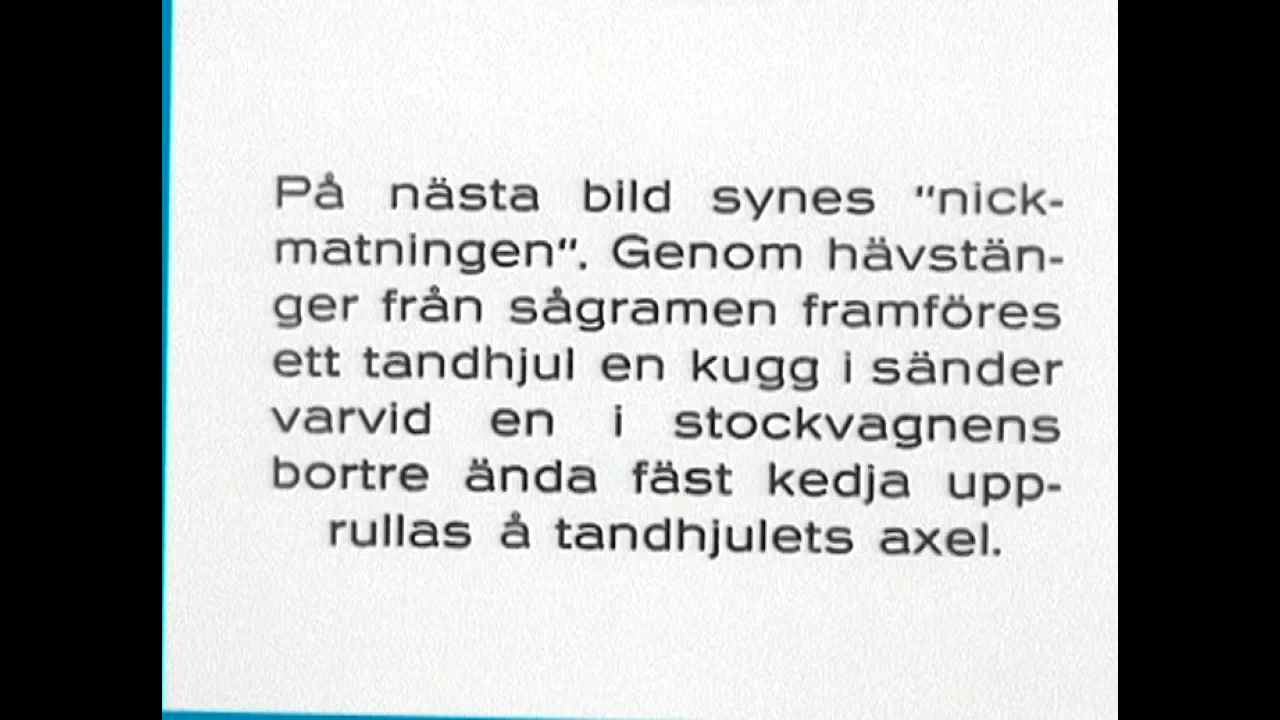 På nästa bild synes "nick-
matningen". Genom hävstän-
ger från sågramen framföres
ett tandhjul en kugg i sänder
varvid en i stockvagnens
bortre ända fäst kedja upp-
rullas å tandhjulets axel.